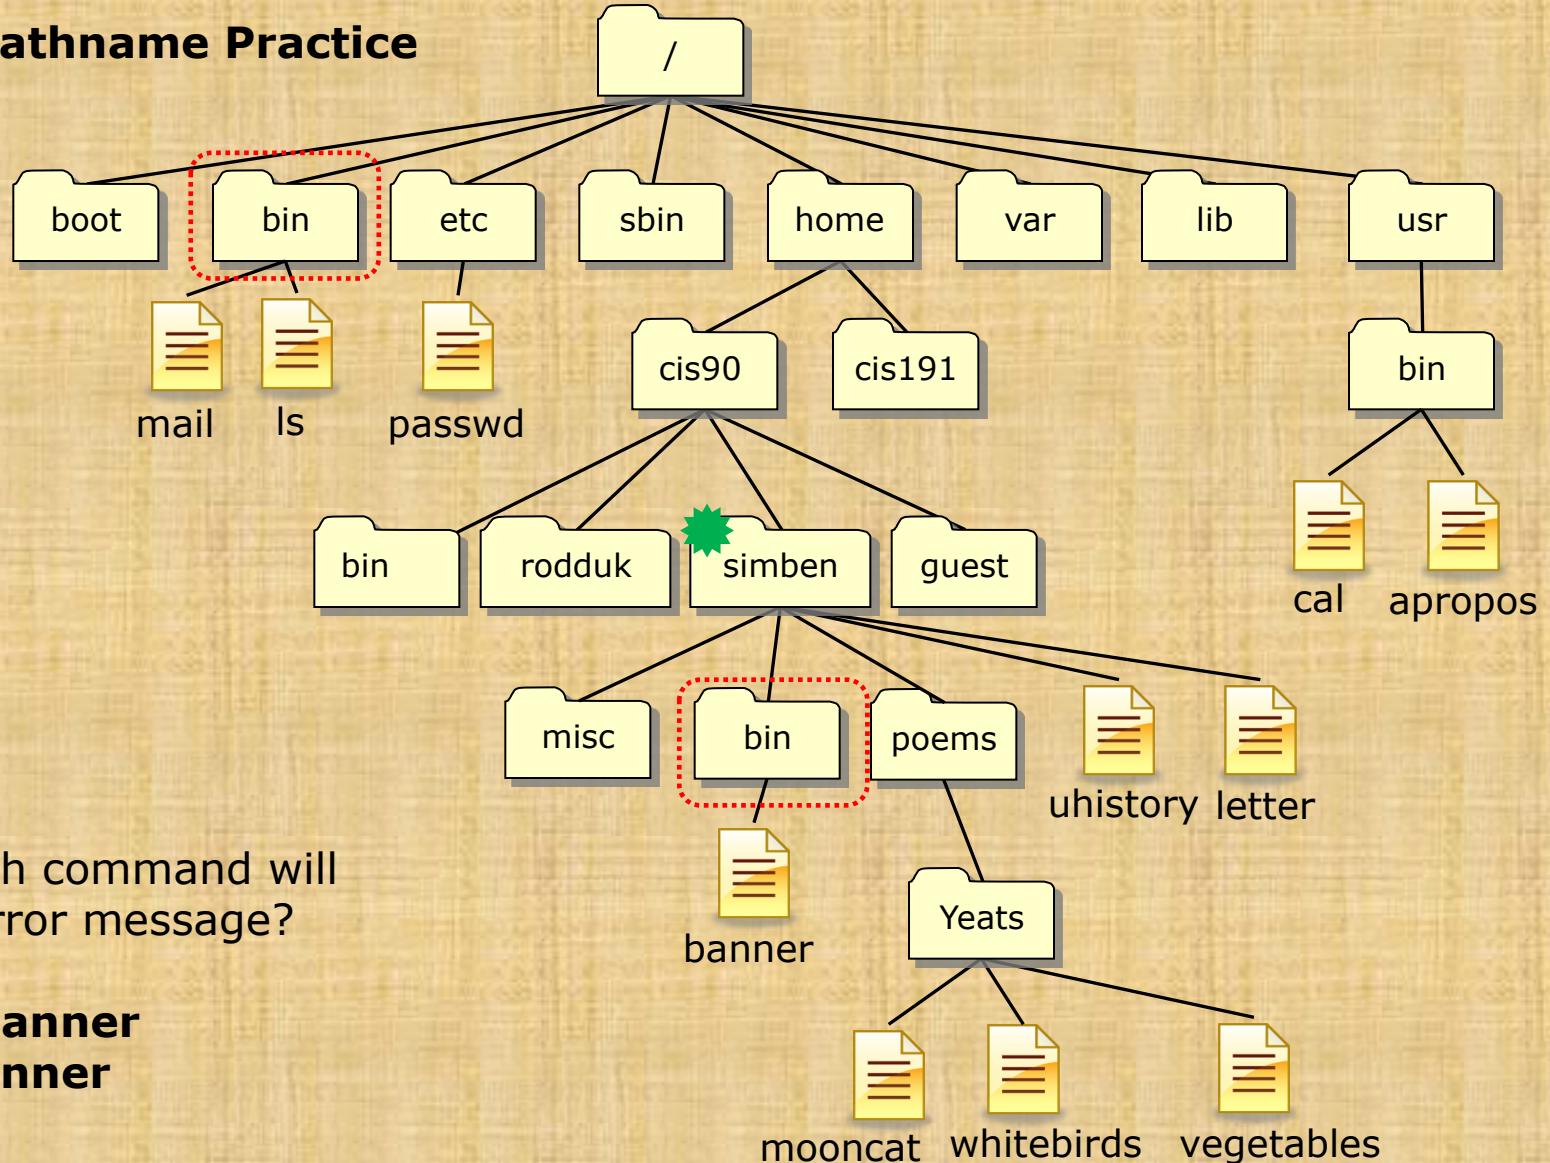 athname Practice
/
boot bin etc sbin home var lib usr
mail ls passwd
cis90 cis191 bin
cal apropos
bin rodduk simben guest
misc bin poems
uhistory letter
h command will
rror message?
banner
Yeats
anner
nner
mooncat whitebirds vegetables